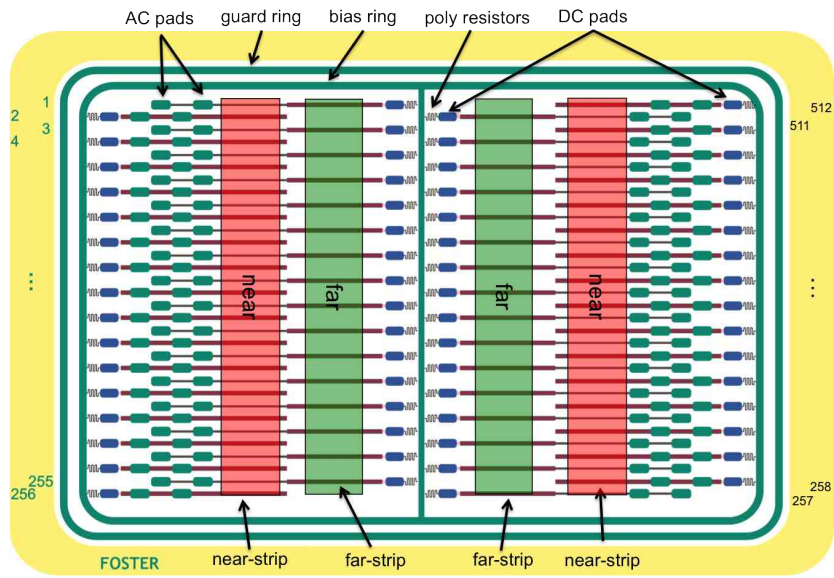 AC pads
guard ring
bias ring
poly resistors
DC pads
1
2
3
4
512
511
near
far
far
near
...
...
255
256
258
257
FOSTER
near-strip
far-strip
far-strip
near-strip